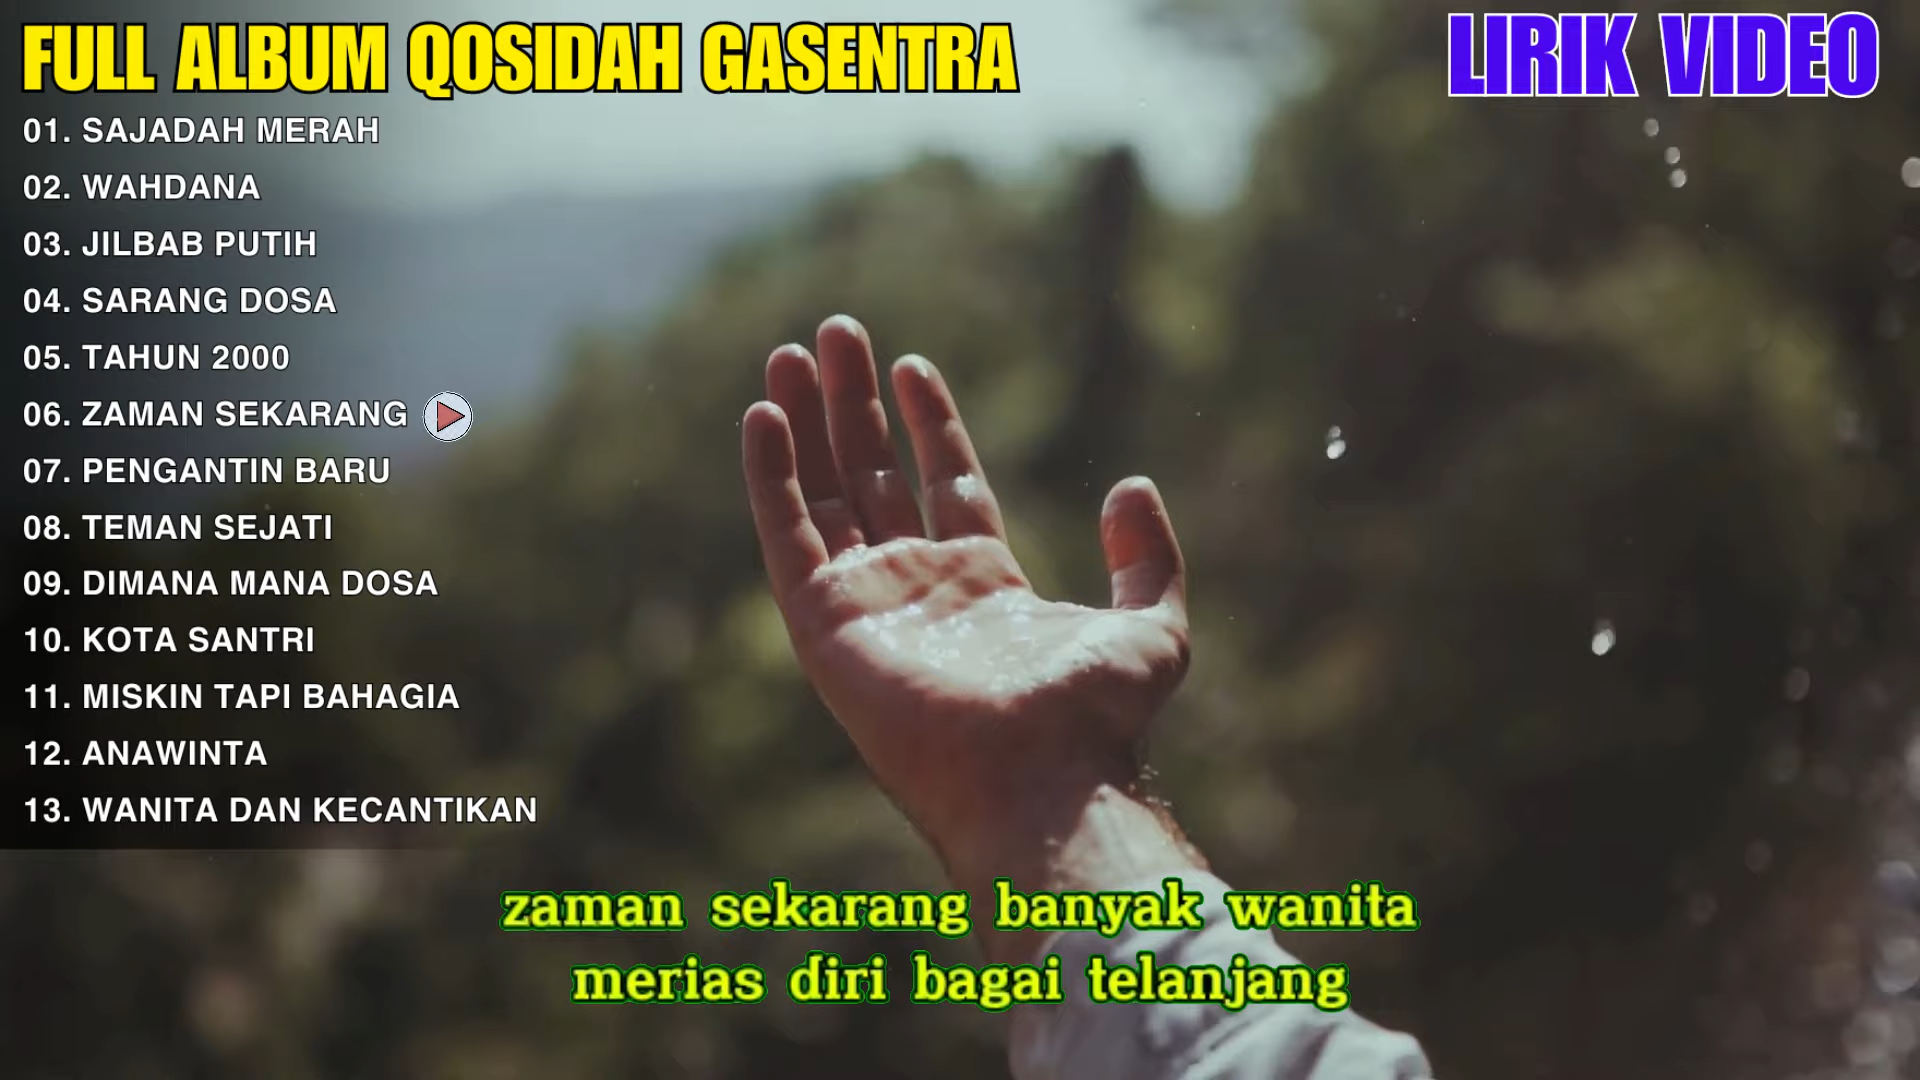 FULL ALBUM QOSIDAH GASENTRA
LIRIK VIDEO
01. SAJADAH MERAH
02. WAHDANA
03. JILBAB PUTIH
04. SARANG DOSA
05. TAHUN 2000
06. ZAMAN SEKARANG
07. PENGANTIN BARU
08. TEMAN SEJATI
09. DIMANA MANA DOSA
10. KOTA SANTRI
11. MISKIN TAPI BAHAGIA
12. ANAWINTA
13. WANITA DAN KECANTIKAN
zaman sekarang banyak wanita
merias diri bagai telanjang